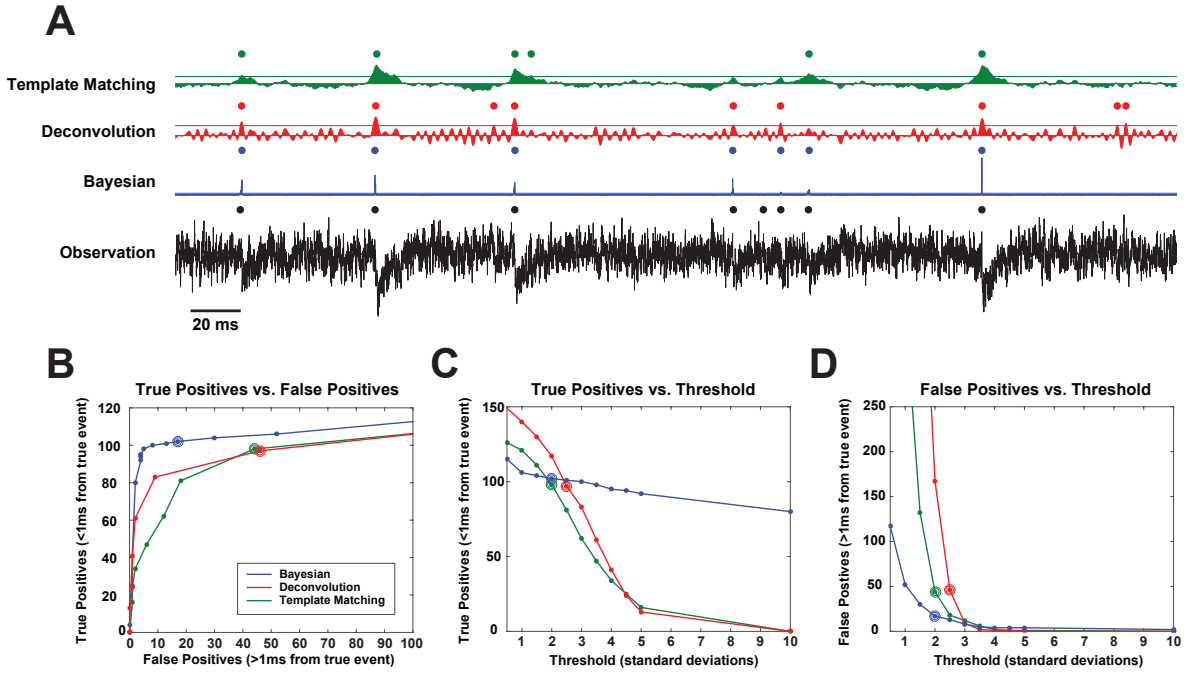 A
Template Matching
Deconvolution
Bayesian
Observation
20 ms
B
True Positives vs. False Positives
True Positives (<1ms from true event)
120
100
80
60
40
20
0
0 10 20 30 40 50 60 70 80 90 100
False Positives (>1ms from true event)
Bayesian
Deconvolution
Template Matching
C
True Positives vs. Threshold
True Positives (<1ms from true event)
150
100
50
0
1 2 3 4 5 6 7 8 9 10
Threshold (standard deviations)
D
False Positives vs. Threshold
False Postives (>1ms from true event)
250
200
150
100
50
0
1 2 3 4 5 6 7 8 9 10
Threshold (standard deviations)